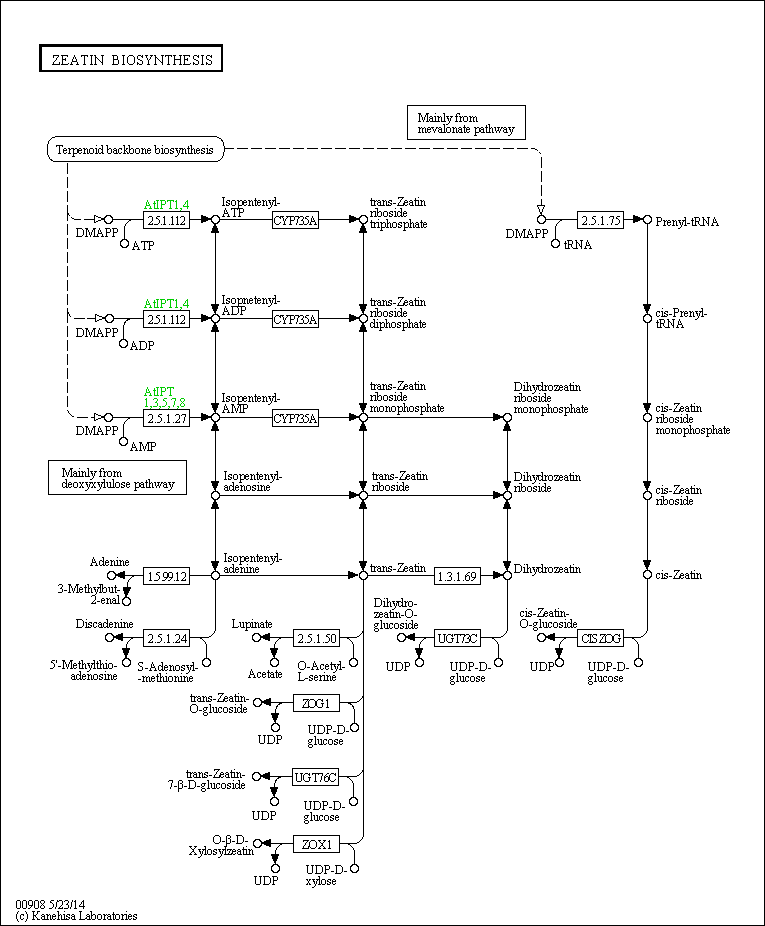 ZEATIN BIOSYNTHESIS
Mainly from
mevalonate pathway
Terpenoid backbone biosynthesis
AtIPT1,4
2.5.1.112
DMAPP
ATP
Isopentenyl-
ATP
CYP735A
trans-Zeatin
riboside
triphosphate
DMAPP
tRNA
2.5.1.75
Prenyl-tRNA
AtIPT1,4
2.5.1.112
DMAPP
ADP
Isopnetenyl-
ADP
CYP735A
trans-Zeatin
riboside
diphosphate
cis-Prenyl-
tRNA
AtIPT
1,3,5,7,8
2.5.1.27
DMAPP
AMP
Isopentenyl-
AMP
CYP735A
trans-Zeatin
riboside
monophosphate
Dihydrozeatin
riboside
monophosphate
cis-Zeatin
riboside
monophosphate
Mainly from
deoxyxylulose pathway
Isopentenyl-
adenosine
trans-Zeatin
riboside
Dihydrozeatin
riboside
cis-Zeatin
riboside
Adenine
1.5.99.12
3-Methylbut-
2-enal
Isopentenyl-
adenine
trans-Zeatin
1.3.1.69
Dihydrozeatin
cis-Zeatin
Discadenine
2.5.1.24
5'-Methylthio-
adenosine
S-Adenosyl-
-methionine
Lupinate
2.5.1.50
Acetate
O-Acetyl-
L-serine
Dihydro-
zeatin-O-
glucoside
UGT73C
UDP
UDP-D-
glucose
cis-Zeatin-
O-glucoside
CISZOG
UDP
UDP-D-
glucose
trans-Zeatin-
O-glucoside
ZOG1
UDP
UDP-D-
glucose
trans-Zeatin-
7-β-D-glucoside
UGT76C
UDP
UDP-D-
glucose
O-β-D-
Xylosylzeatin
ZOX1
UDP
UDP-D-
xylose
00908 5/23/14
(c) Kanehisa Laboratories